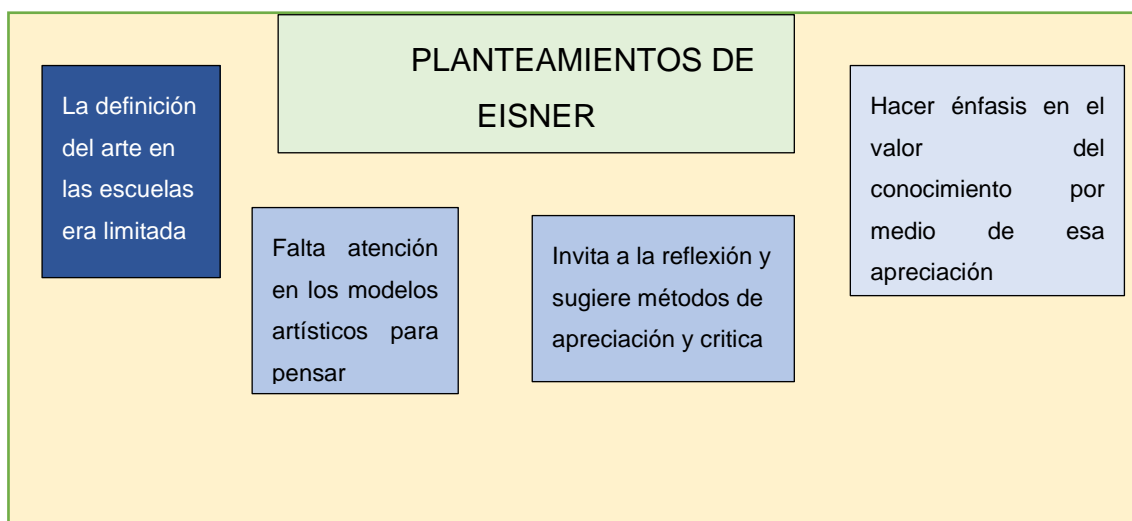 PLANTEAMIENTOS DE
EISNER
La definición
del arte en
las escuelas
era limitada
Falta atención
en los modelos
artísticos para
pensar
Invita a la reflexión y
sugiere métodos de
apreciación y critica
Hacer énfasis en el
valor del
conocimiento por
medio de esa
apreciación